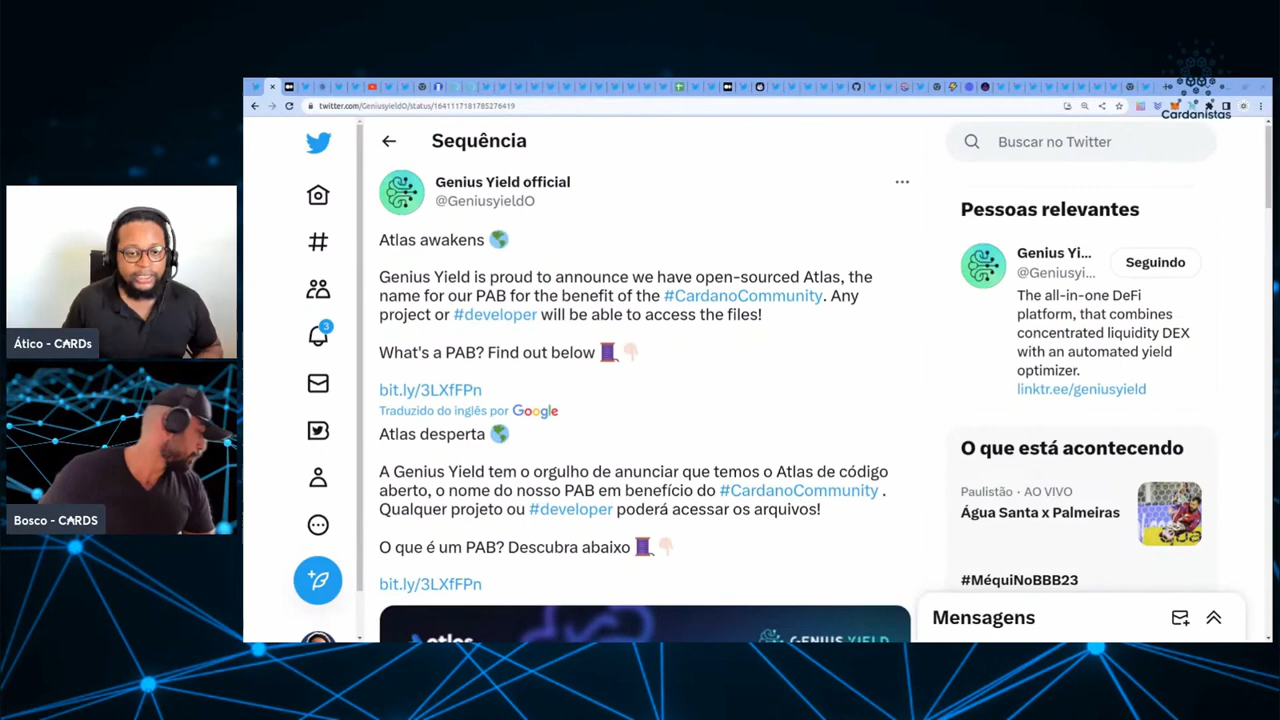 Cardanistas
twitter.com/GeniusyieldO/status/1641117181785276419
Sequência
Buscar no Twitter
Genius Yield official
@GeniusyieldO
Atlas awakens
Genius Yield is proud to announce we have open-sourced Atlas, the
name for our PAB for the benefit of the #CardanoCommunity. Any
project or #developer will be able to access the files!
What's a PAB? Find out below
bit.ly/3LXfFPn
Traduzido do inglês por Google
Atlas desperta
A Genius Yield tem o orgulho de anunciar que temos o Atlas de código
aberto, o nome do nosso PAB em benefício do #CardanoCommunity .
Qualquer projeto ou #developer poderá acessar os arquivos!
O que é um PAB? Descubra abaixo
bit.ly/3LXfFPn
atlas
GENIUS YIELD
3
Pessoas relevantes
Genius Yi...
@Geniusyi...
Seguindo
The all-in-one DeFi
platform, that combines
concentrated liquidity DEX
with an automated yield
optimizer.
linktr.ee/geniusyield
O que está acontecendo
Paulistão · AO VIVO
Água Santa x Palmeiras
#MéquiNoBBB23
Mensagens
Ático - CARDs
Bosco - CARDS